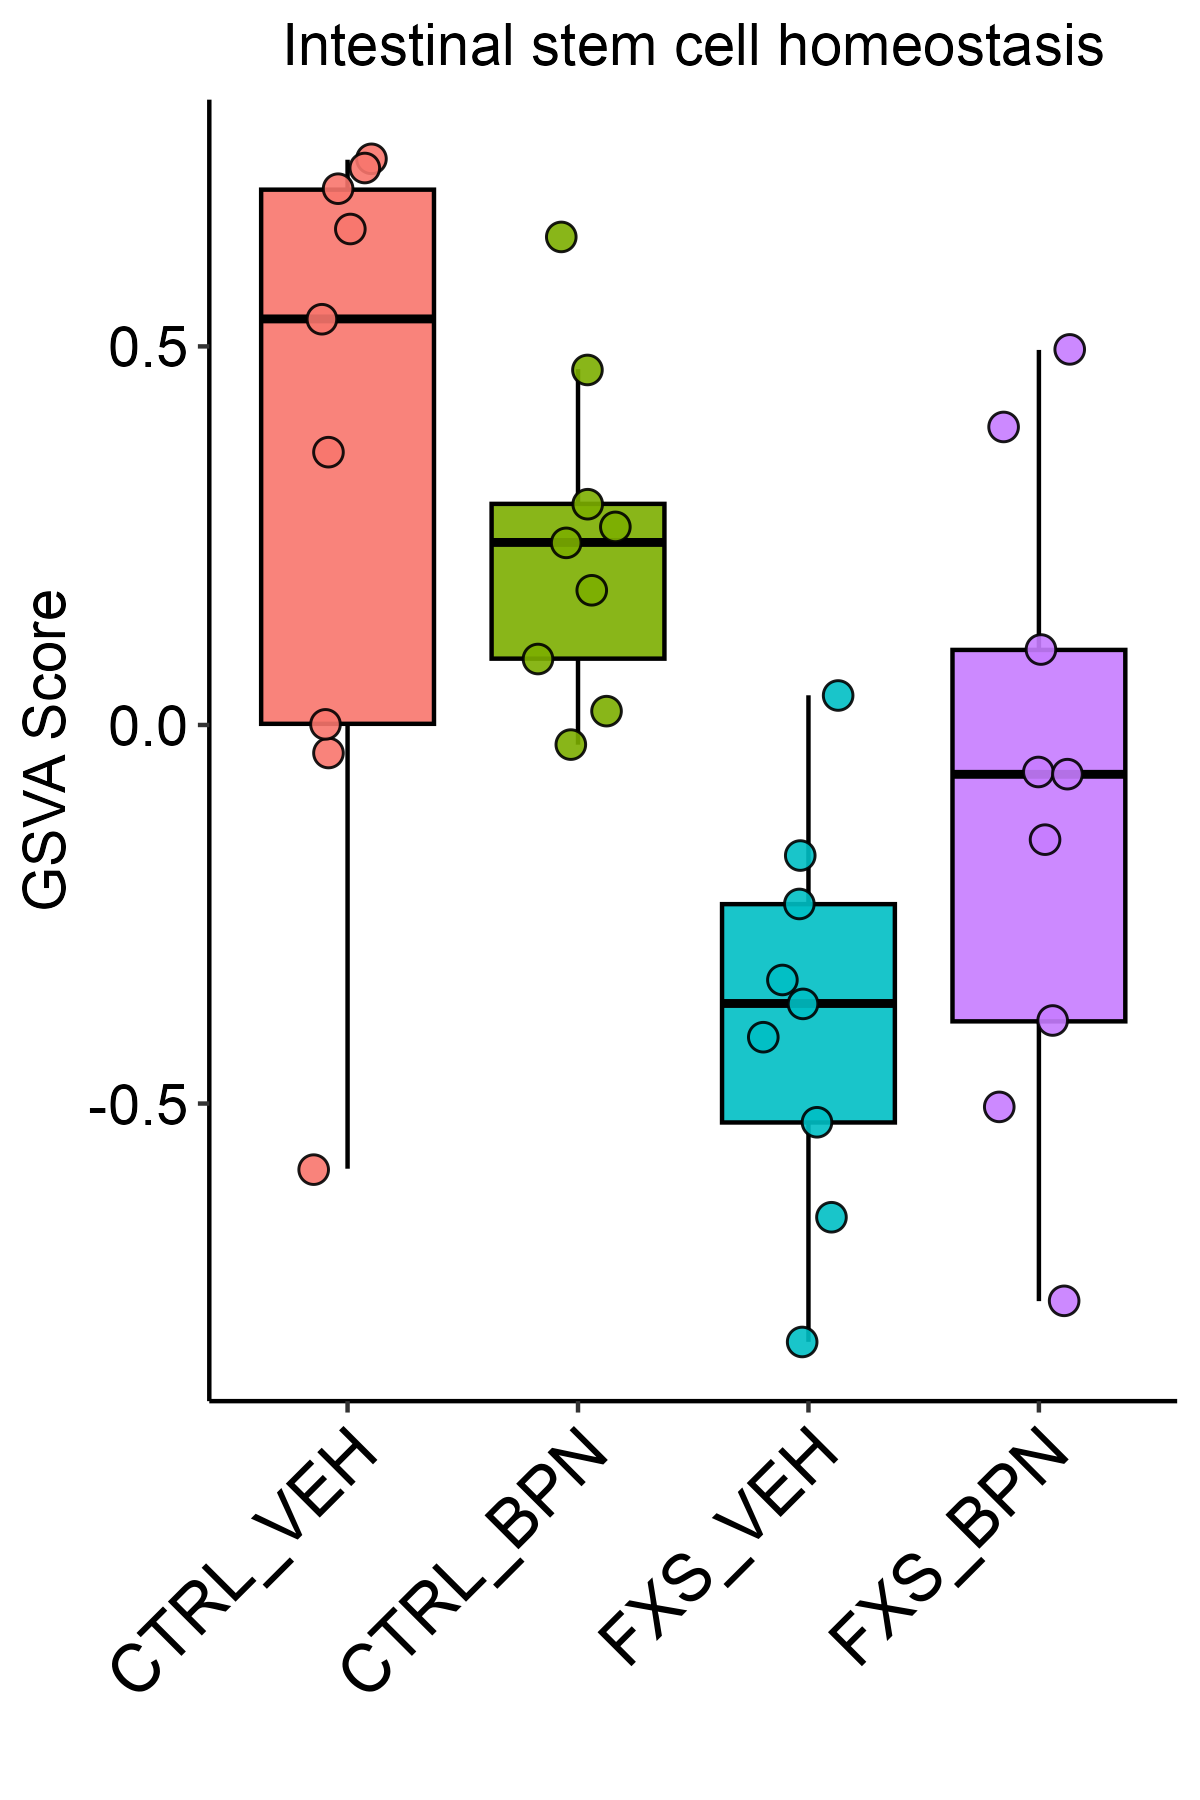 Intestinal stem cell homeostasis
GSVA Score
0.5
0.0
-0.5
CTRL_VEH
CTRL_BPN
FXS_VEH
FXS_BPN